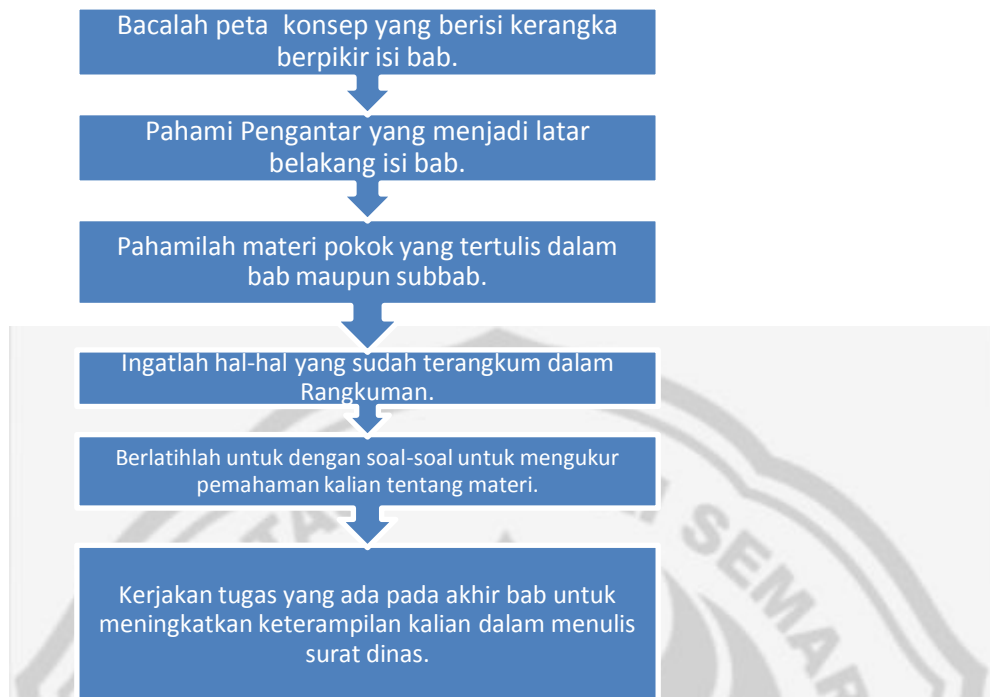 Bacalah peta konsep yang berisi kerangka
berpikir isi bab.
Pahami Pengantar yang menjadi latar
belakang isi bab.
Pahamilah materi pokok yang tertulis dalam
bab maupun subbab.
Ingatlah hal-hal yang sudah terangkum dalam
Rangkuman.
Berlatihlah untuk dengan soal-soal untuk mengukur
pemahaman kalian tentang materi.
Kerjakan tugas yang ada pada akhir bab untuk
meningkatkan keterampilan kalian dalam menulis
surat dinas.